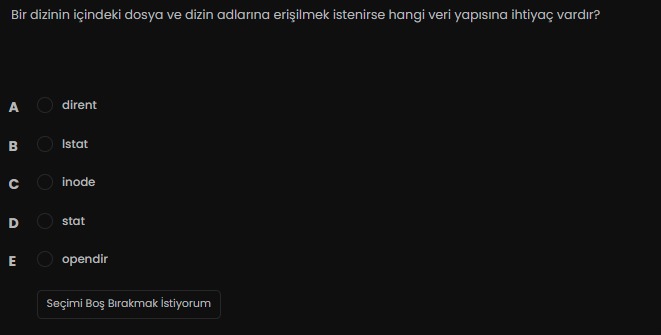 Bir dizinin içindeki dosya ve dizin adlarına erişilmek istenirse hangi veri yapısına ihtiyaç vardır?
A dirent
B lstat
C inode
D stat
E opendir
Seçimi Boş Bırakmak İstiyorum